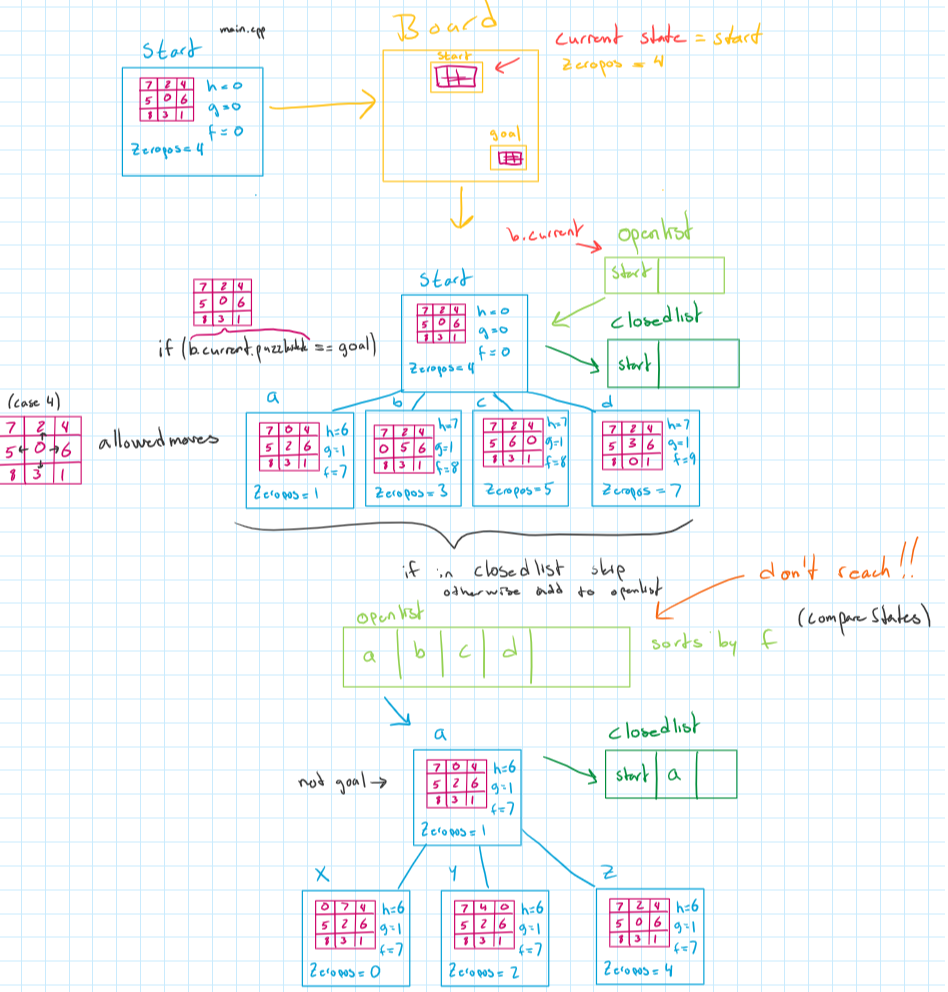 main.cpp
Start
7 2 4
5 0 6
8 3 1
h=0
g=0
f=0
Zeropos=4
Board
start
goal
current state = start
Zeropos = 4
b.current
openlist
start
closedlist
start
7 2 4
5 0 6
8 3 1
if (b.current.puzzle == goal)
Start
7 2 4
5 0 6
8 3 1
h=0
g=0
f=0
Zeropos=4
(case 4)
7 2 4
5 ← 0 → 6
8 3 1
allowed moves
a
7 0 4
5 2 6
8 3 1
h=6
g=1
f=7
Zeropos=1
b
7 2 4
0 5 6
8 3 1
h=7
g=1
f=8
Zeropos=3
c
7 2 4
5 6 0
8 3 1
h=7
g=1
f=8
Zeropos=5
d
7 2 4
5 3 6
8 0 1
h=7
g=1
f=9
Zeropos=7
if in closedlist skip
otherwise add to openlist
don't reach!!
(compare states)
openlist
a b c d
sorts by f
a
not goal →
7 0 4
5 2 6
8 3 1
h=6
g=1
f=7
Zeropos=1
closedlist
start a
X
0 7 4
5 2 6
8 3 1
h=6
g=1
f=7
Zeropos=0
Y
7 4 0
5 2 6
8 3 1
h=6
g=1
f=7
Zeropos=2
Z
7 2 4
5 0 6
8 3 1
h=6
g=1
f=7
Zeropos=4